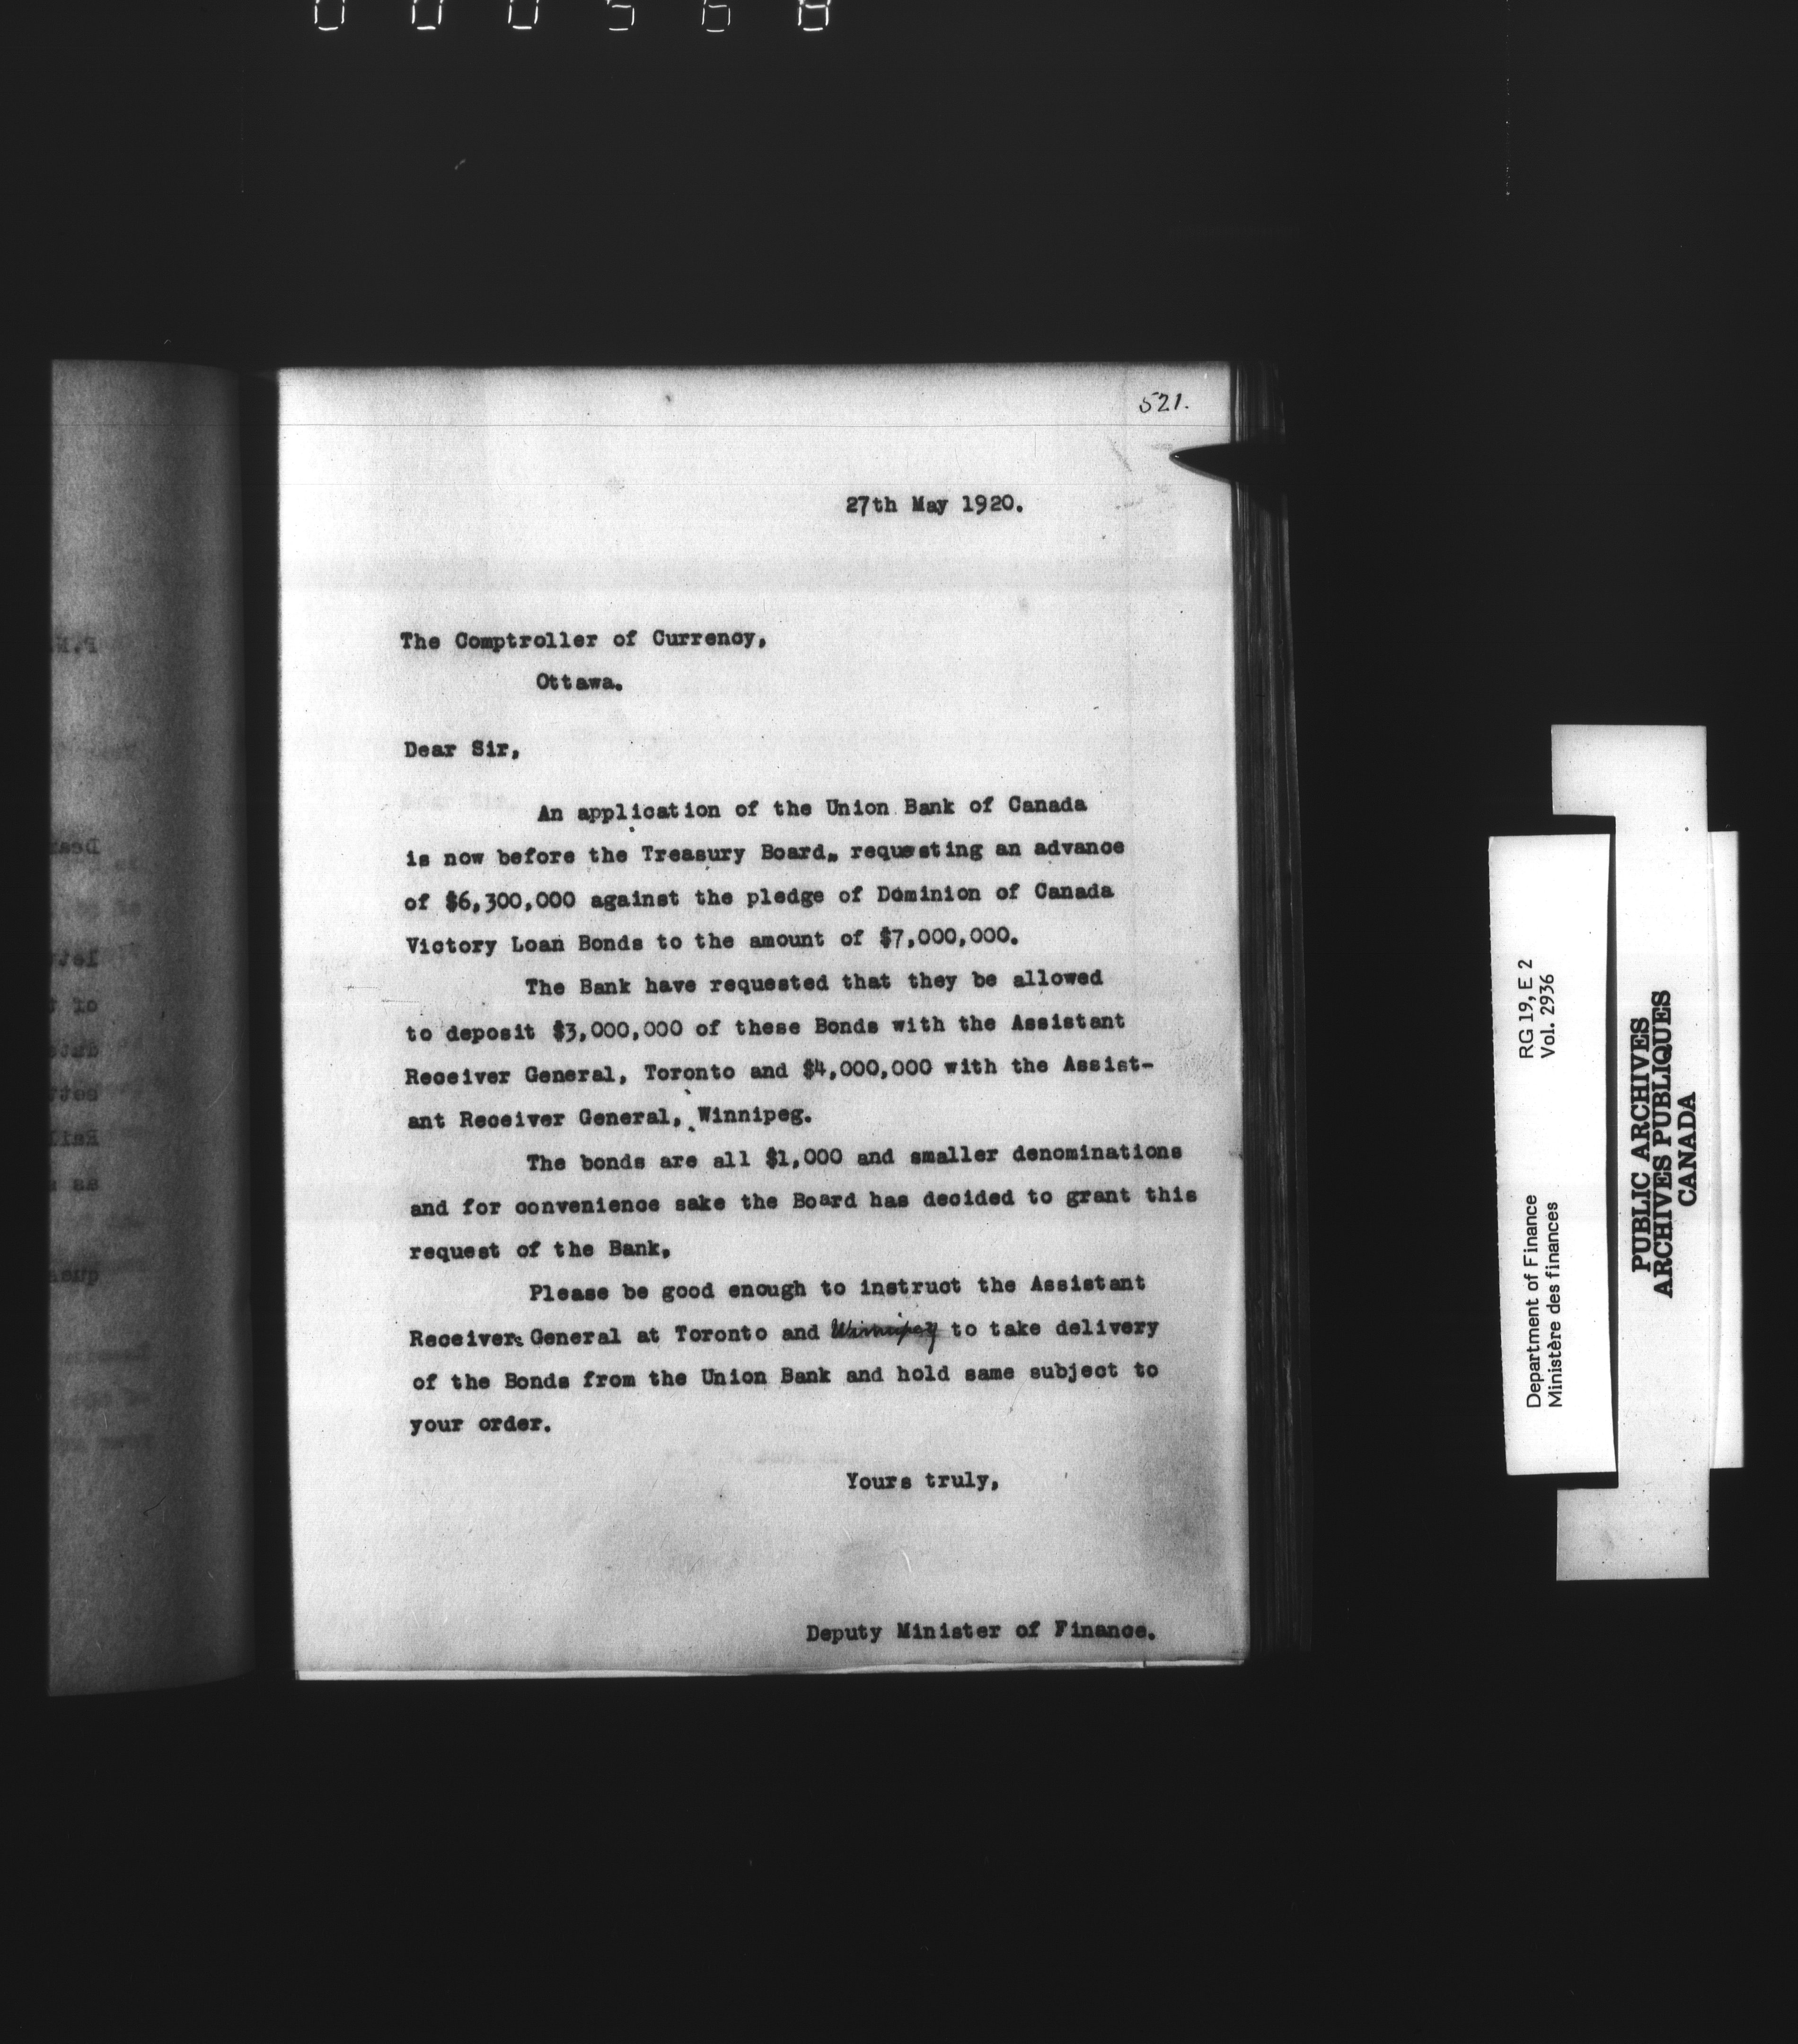 000568
521.
27th May 1920.
The Comptroller of Currency,
Ottawa.
Dear Sir,
An application of the Union Bank of Canada
is now before the Treasury Board, requesting an advance
of $6,300,000 against the pledge of Dominion of Canada
Victory Loan Bonds to the amount of $7,000,000.
The Bank have requested that they be allowed
to deposit $3,000,000 of these Bonds with the Assistant
Receiver General, Toronto and $4,000,000 with the Assist-
ant Receiver General, Winnipeg.
The bonds are all $1,000 and smaller denominations
and for convenience sake the Board has decided to grant this
request of the Bank,
Please be good enough to instruct the Assistant
Receivers General at Toronto and Winnipeg to take delivery
of the Bonds from the Union Bank and hold same subject to
your order.
Yours truly,
Deputy Minister of Finance.
Department of Finance
Ministère des finances
RG 19, E 2
Vol. 2936
PUBLIC ARCHIVES
ARCHIVES PUBLIQUES
CANADA